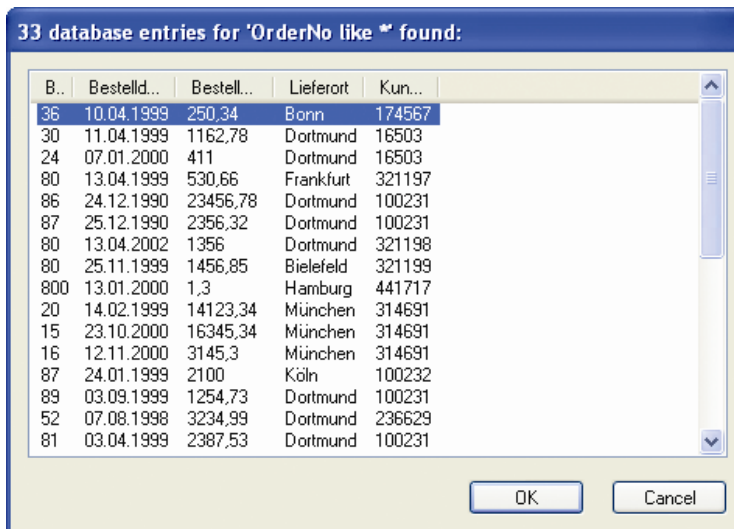 33 database entries for 'OrderNo like *' found:
B.. Bestelld... Bestell... Lieferort Kun...
36 10.04.1999 250,34 Bonn 174567
30 11.04.1999 1162,78 Dortmund 16503
24 07.01.2000 411 Dortmund 16503
80 13.04.1999 530,66 Frankfurt 321197
86 24.12.1990 23456,78 Dortmund 100231
87 25.12.1990 2356,32 Dortmund 100231
80 13.04.2002 1356 Dortmund 321198
80 25.11.1999 1456,85 Bielefeld 321199
800 13.01.2000 1,3 Hamburg 441717
20 14.02.1999 14123,34 München 314691
15 23.10.2000 16345,34 München 314691
16 12.11.2000 3145,3 München 314691
87 24.01.1999 2100 Köln 100232
89 03.09.1999 1254,73 Dortmund 100231
52 07.08.1998 3234,99 Dortmund 236629
81 03.04.1999 2387,53 Dortmund 100231
OK Cancel